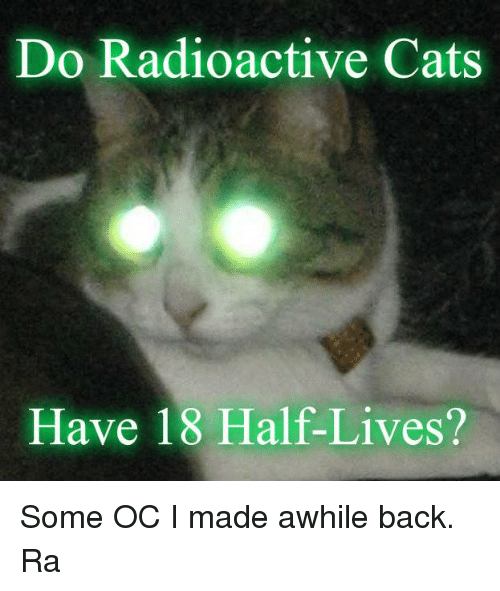 Do Radioactive Cats
Have 18 Half-Lives?
Some OC I made awhile back.
Ra